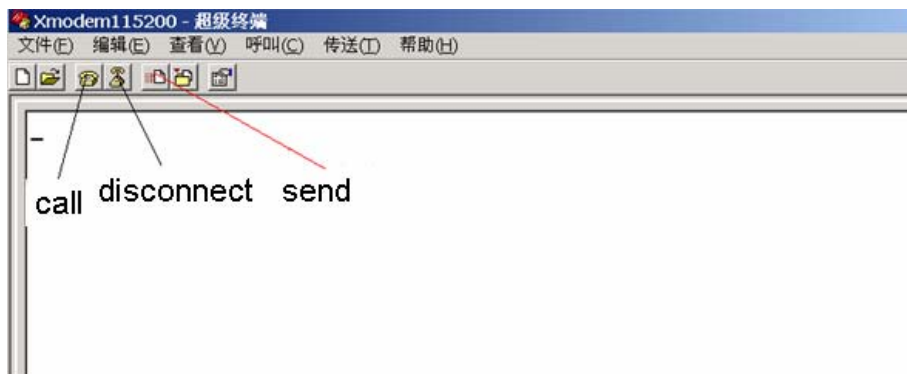 Xmodem115200 - 超级终端
文件(F) 编辑(E) 查看(V) 呼叫(C) 传送(T) 帮助(H)
call disconnect send